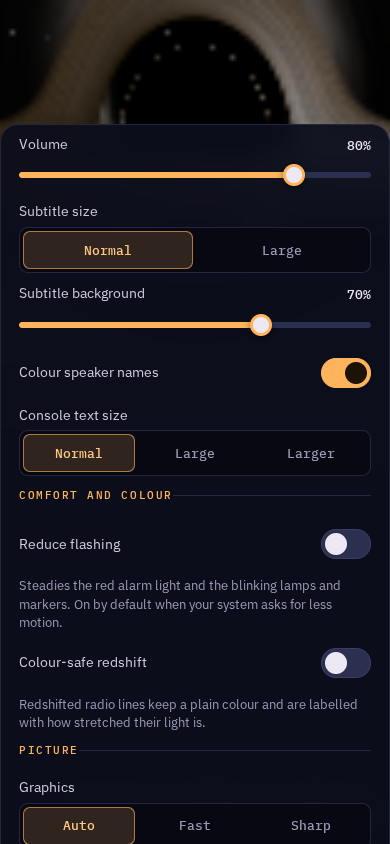 Volume 80%
Subtitle size
Normal Large
Subtitle background 70%
Colour speaker names
Console text size
Normal Large Larger
COMFORT AND COLOUR
Reduce flashing
Steadies the red alarm light and the blinking lamps and
markers. On by default when your system asks for less
motion.
Colour-safe redshift
Redshifted radio lines keep a plain colour and are labelled
with how stretched their light is.
PICTURE
Graphics
Auto Fast Sharp